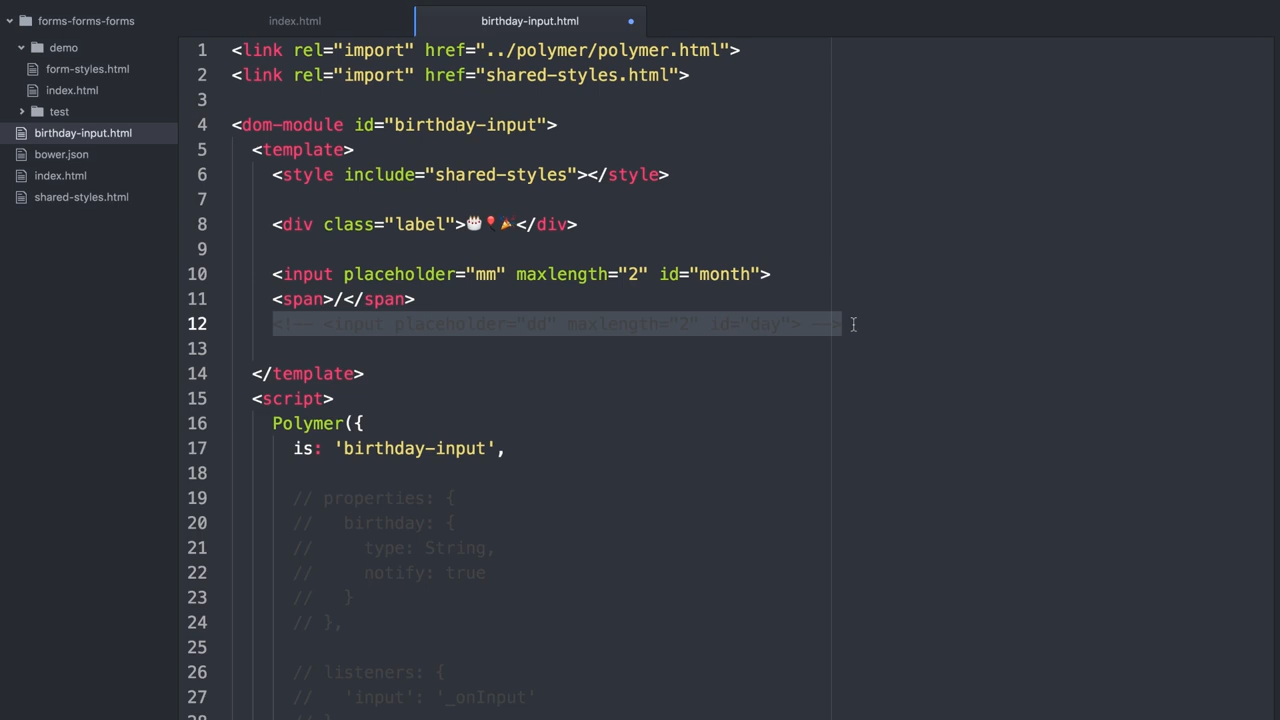 forms-forms-forms
demo
form-styles.html
index.html
test
birthday-input.html
bower.json
index.html
shared-styles.html
index.html
birthday-input.html
1 <link rel="import" href="../polymer/polymer.html">
2 <link rel="import" href="shared-styles.html">
3
4 <dom-module id="birthday-input">
5 <template>
6 <style include="shared-styles"></style>
7
8 <div class="label">🎂🎈🎉</div>
9
10 <input placeholder="mm" maxlength="2" id="month">
11 <span>/</span>
12 <!-- <input placeholder="dd" maxlength="2" id="day"> -->
13
14 </template>
15 <script>
16 Polymer({
17 is: 'birthday-input',
18
19 // properties: {
20 // birthday: {
21 // type: String,
22 // notify: true
23 // }
24 // },
25
26 // listeners: {
27 // 'input': '_onInput'